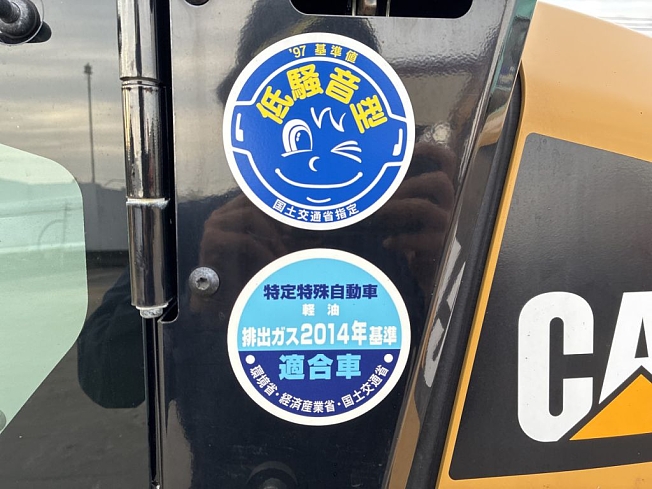 '97 基準値
低騒音型
国土交通省指定
特定特殊自動車
軽油
排出ガス2014年基準
適合車
・環境省・経済産業省・国土交通省・
CA